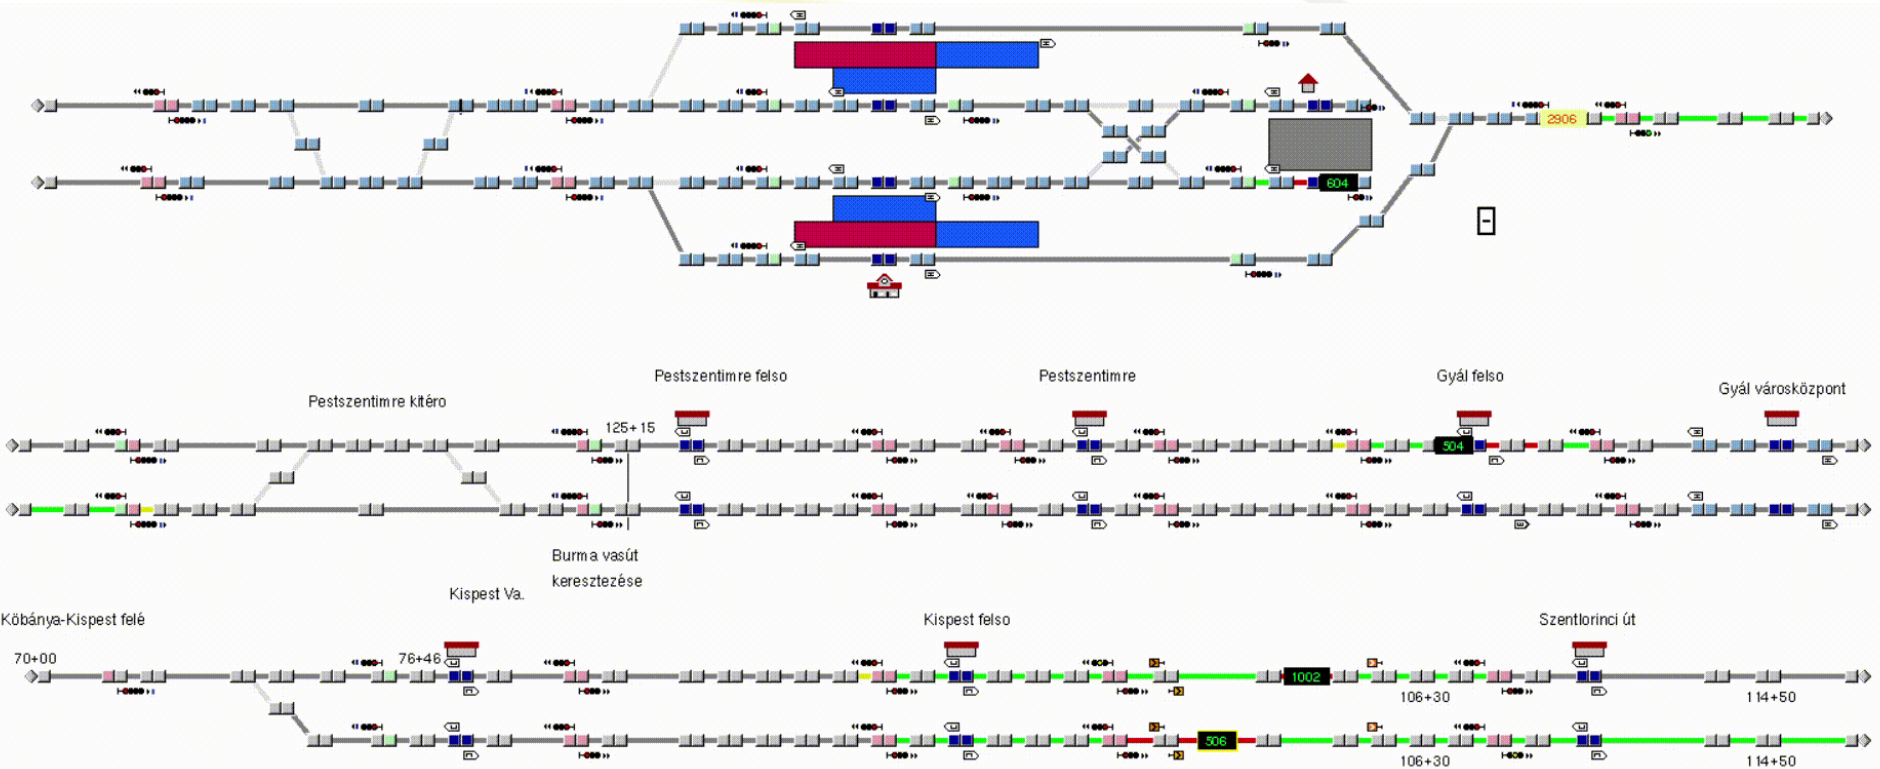 2906
604
Pestszentimre felso
Pestszentimre
Gyál felso
Gyál városközpont
Pestszentimre kitéro
125+15
504
Burma vasút
keresztezése
Kispest Va.
Köbánya-Kispest felé
Kispest felso
Szentlorinci út
70+00
76+46
1002
106+30
114+50
506
106+30
114+50